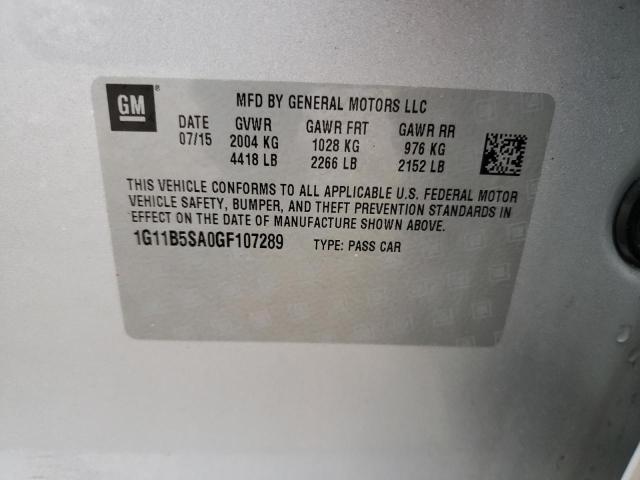 GM ® MFD BY GENERAL MOTORS LLC
DATE GVWR GAWR FRT GAWR RR
07/15 2004 KG 1028 KG 976 KG
4418 LB 2266 LB 2152 LB
THIS VEHICLE CONFORMS TO ALL APPLICABLE U.S. FEDERAL MOTOR
VEHICLE SAFETY, BUMPER, AND THEFT PREVENTION STANDARDS IN
EFFECT ON THE DATE OF MANUFACTURE SHOWN ABOVE.
1G11B5SA0GF107289 TYPE: PASS CAR